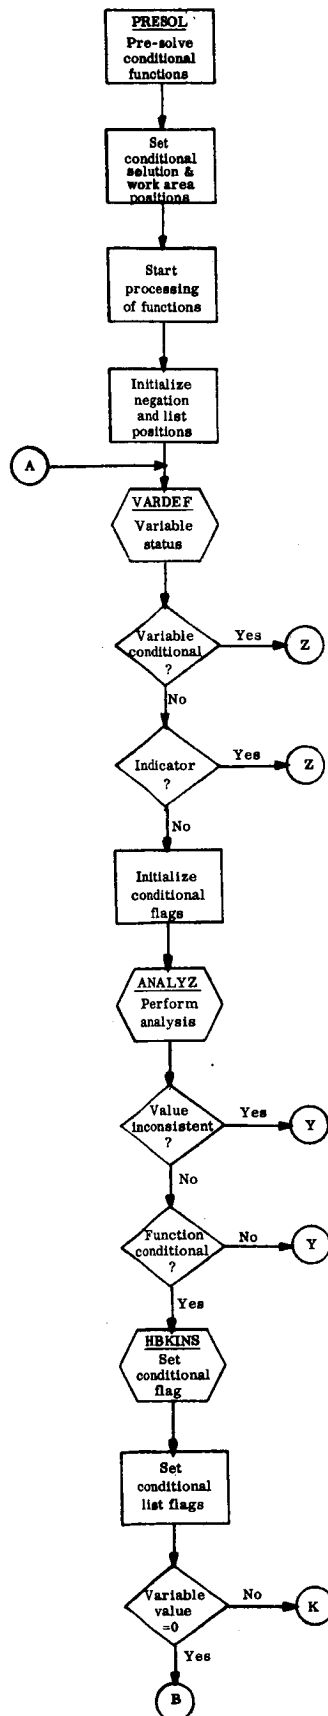 PRESOL
Pre-solve
conditional
functions
Set
conditional
solution &
work area
positions
Start
processing
of functions
Initialize
negation
and list
positions
A
VARDEF
Variable
status
Variable
conditional
?
Yes
Z
No
Indicator
?
Yes
Z
No
Initialize
conditional
flags
ANALYZ
Perform
analysis
Value
inconsistent
?
Yes
Y
No
Function
conditional
?
No
Y
Yes
HBKINS
Set
conditional
flag
Set
conditional
list flags
Variable
value
=0
No
K
Yes
B